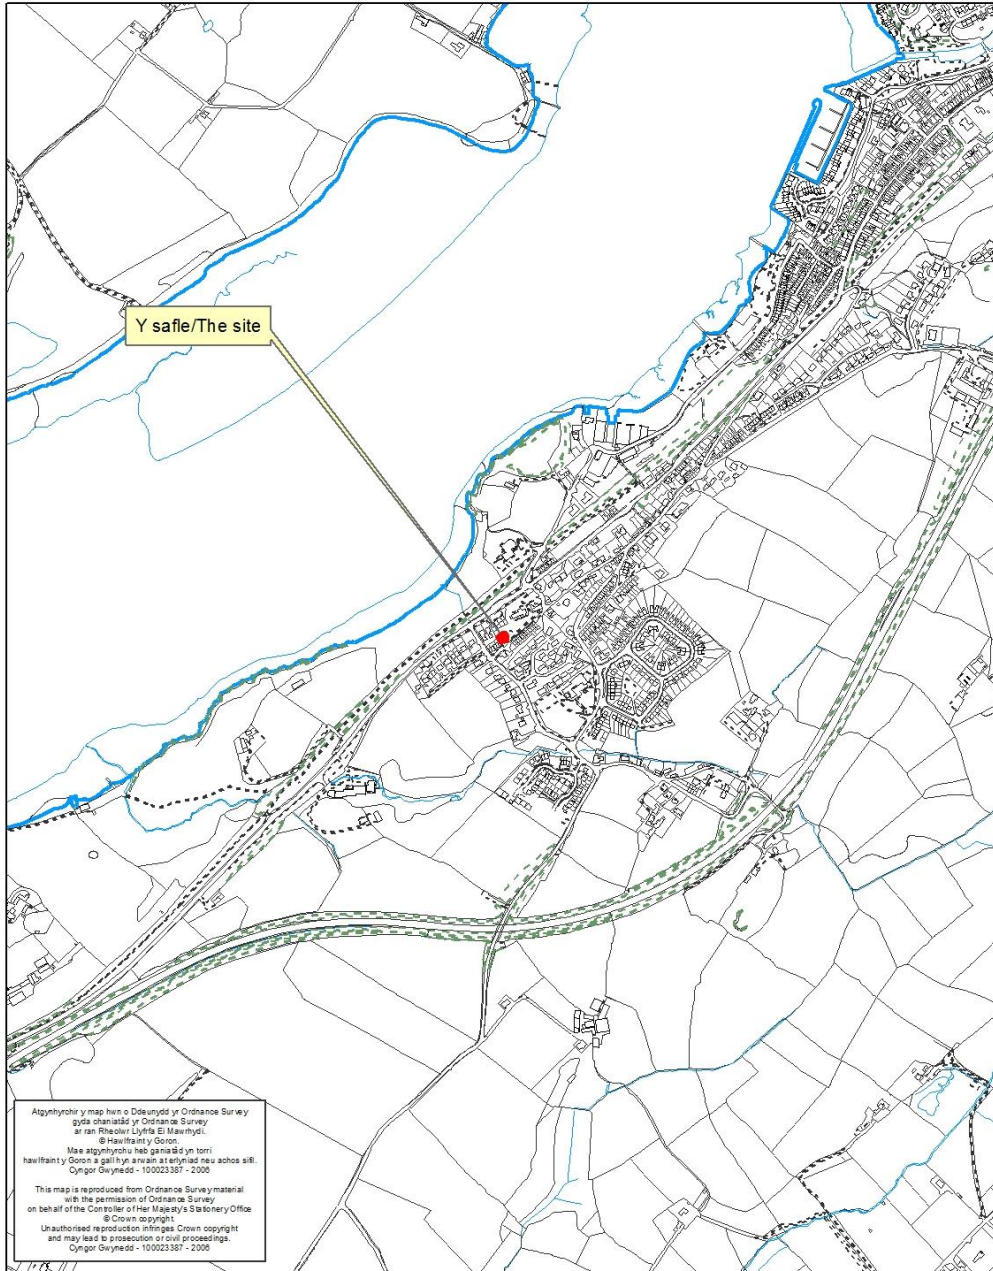 Y safle/The site
Atgynhyrchir y map hwn o Ddeunydd yr Ordnance Survey
gyda chaniatâd yr Ordnance Survey
ar ran Rheolwr Llyfrfa Ei Mawrhydi.
© Hawlfraint y Goron.
Mae atgynhyrchu heb ganiatâd yn torri
hawlfraint y Goron a gall hyn arwain at erlyniad neu achos sifil.
Cyngor Gwynedd - 100023387 - 2006
This map is reproduced from Ordnance Survey material
with the permission of Ordnance Survey
on behalf of the Controller of Her Majesty's Stationery Office
© Crown copyright.
Unauthorised reproduction infringes Crown copyright
and may lead to prosecution or civil proceedings.
Cyngor Gwynedd - 100023387 - 2006